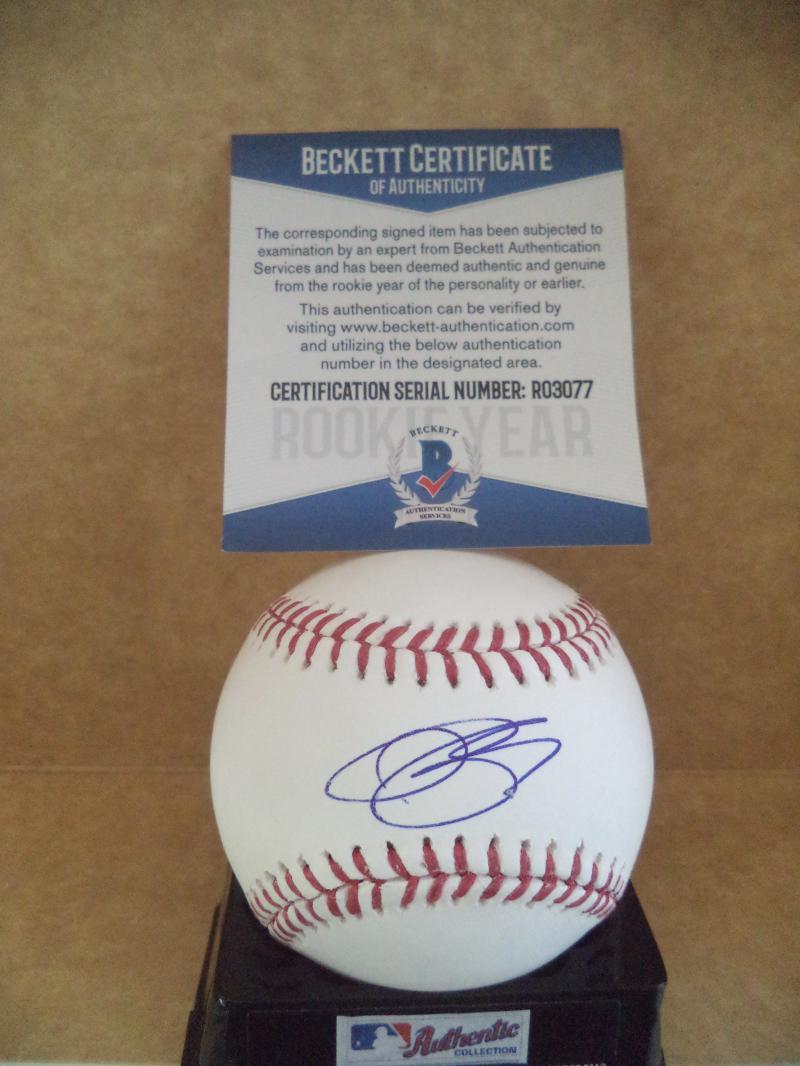 BECKETT CERTIFICATE
OF AUTHENTICITY
The corresponding signed item has been subjected to
examination by an expert from Beckett Authentication
Services and has been deemed authentic and genuine
from the rookie year of the personality or earlier.
This authentication can be verified by
visiting www.beckett-authentication.com
and utilizing the below authentication
number in the designated area.
CERTIFICATION SERIAL NUMBER: R03077
ROOKIE YEAR
BECKETT
B
AUTHENTICATION
SERVICES
Authentic
COLLECTION